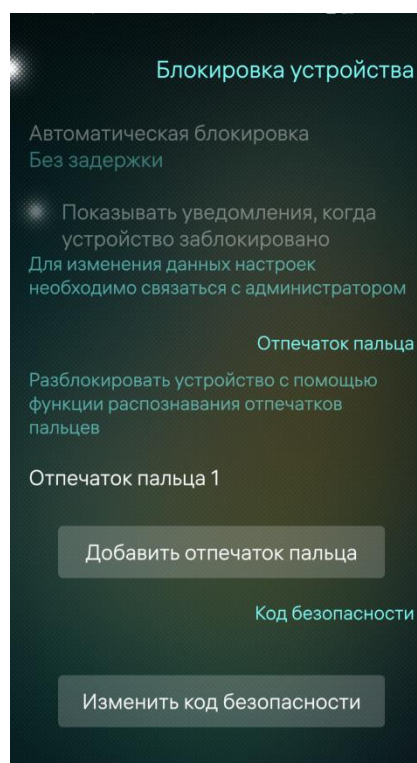 Блокировка устройства
Автоматическая блокировка
Без задержки
Показывать уведомления, когда
устройство заблокировано
Для изменения данных настроек
необходимо связаться с администратором
Отпечаток пальца
Разблокировать устройство с помощью
функции распознавания отпечатков
пальцев
Отпечаток пальца 1
Добавить отпечаток пальца
Код безопасности
Изменить код безопасности